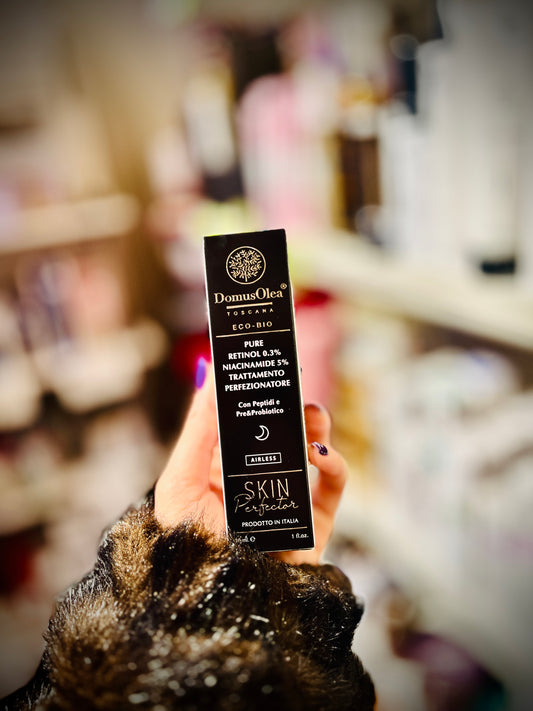 DomusOlea®
TOSCANA
ECO-BIO
PURE
RETINOL 0.3%
NIACINAMIDE 5%
TRATTAMENTO
PERFEZIONATORE
Con Peptidi e
Pre&Probiotico
AIRLESS
SKIN
Perfector
PRODOTTO IN ITALIA
1 fl.oz.